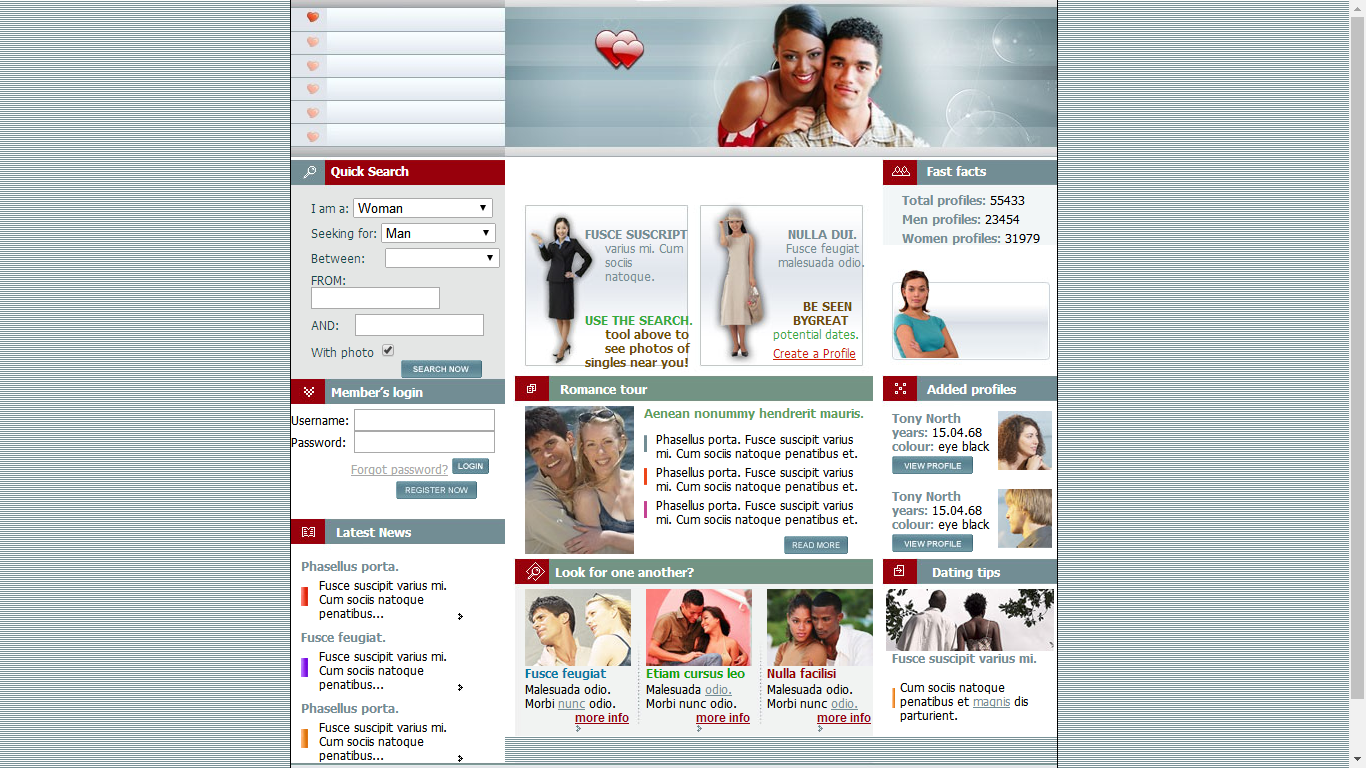 Quick Search
I am a: Woman
Seeking for: Man
Between:
FROM:
AND:
With photo
SEARCH NOW
Member's login
Username:
Password:
Forgot password? LOGIN
REGISTER NOW
Latest News
Phasellus porta.
Fusce suscipit varius mi.
Cum sociis natoque
penatibus...
Fusce feugiat.
Fusce suscipit varius mi.
Cum sociis natoque
penatibus...
Phasellus porta.
Fusce suscipit varius mi.
Cum sociis natoque
penatibus...
FUSCE SUSCRIPT
varius mi. Cum
sociis
natoque.
USE THE SEARCH.
tool above to
see photos of
singles near you!
NULLA DUI.
Fusce feugiat
malesuada odio.
BE SEEN
BYGREAT
potential dates.
Create a Profile
Romance tour
Aenean nonummy hendrerit mauris.
Phasellus porta. Fusce suscipit varius
mi. Cum sociis natoque penatibus et.
Phasellus porta. Fusce suscipit varius
mi. Cum sociis natoque penatibus et.
Phasellus porta. Fusce suscipit varius
mi. Cum sociis natoque penatibus et.
READ MORE
Look for one another?
Fusce feugiat
Malesuada odio.
Morbi nunc odio.
more info
Etiam cursus leo
Malesuada odio.
Morbi nunc odio.
more info
Nulla facilisi
Malesuada odio.
Morbi nunc odio.
more info
Fast facts
Total profiles: 55433
Men profiles: 23454
Women profiles: 31979
Added profiles
Tony North
years: 15.04.68
colour: eye black
VIEW PROFILE
Tony North
years: 15.04.68
colour: eye black
VIEW PROFILE
Dating tips
Fusce suscipit varius mi.
Cum sociis natoque
penatibus et magnis dis
parturient.